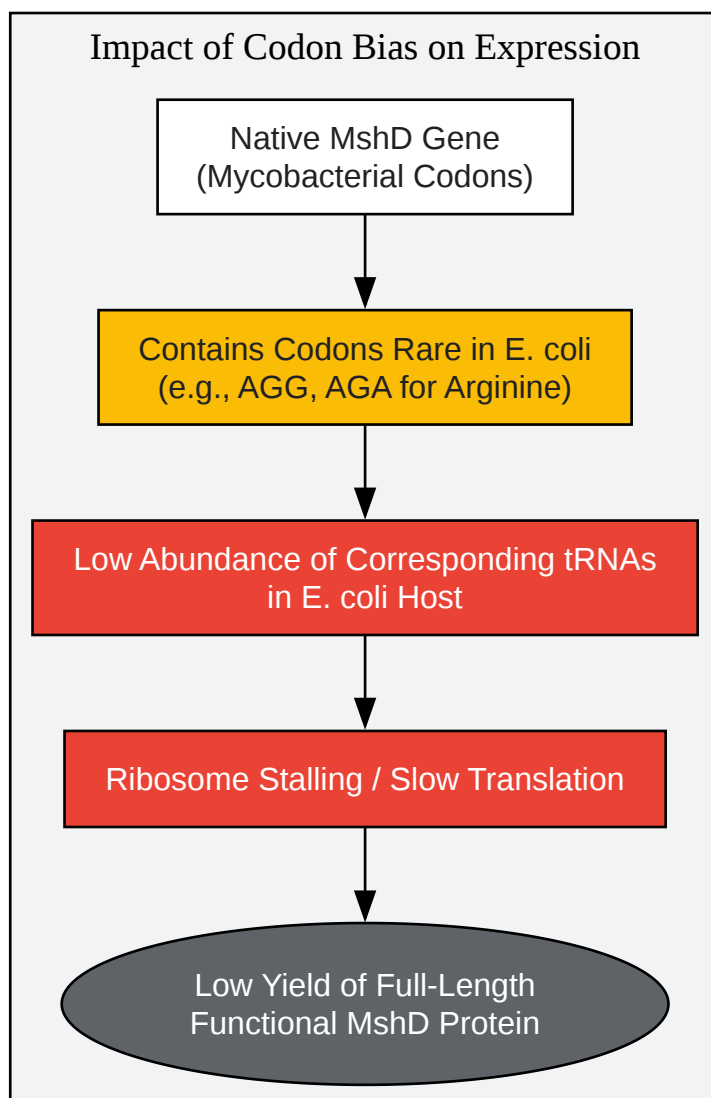 Impact of Codon Bias on Expression
Native MshD Gene
(Mycobacterial Codons)
Contains Codons Rare in E. coli
(e.g., AGG, AGA for Arginine)
Low Abundance of Corresponding tRNAs
in E. coli Host
Ribosome Stalling / Slow Translation
Low Yield of Full-Length
Functional MshD Protein